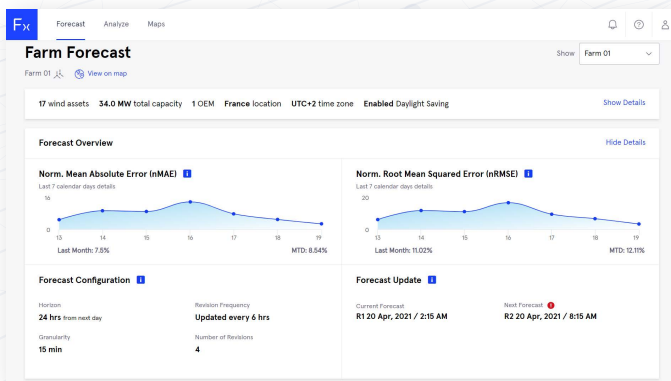 Fx Forecast Analyze Maps
Farm Forecast
Show Farm 01
Farm 01 View on map
17 wind assets 34.0 MW total capacity 1 OEM France location UTC+2 time zone Enabled Daylight Saving Show Details
Forecast Overview Hide Details
Norm. Mean Absolute Error (nMAE) i
Last 7 calendar days details
16
0
13 14 15 16 17 18 19
Last Month: 7.5% MTD: 8.54%
Norm. Root Mean Squared Error (nRMSE) i
Last 7 calendar days details
20
0
13 14 15 16 17 18 19
Last Month: 11.02% MTD: 12.11%
Forecast Configuration i
Horizon
24 hrs from next day
Revision Frequency
Updated every 6 hrs
Granularity
15 min
Number of Revisions
4
Forecast Update i
Current Forecast
R1 20 Apr, 2021 / 2:15 AM
Next Forecast
R2 20 Apr, 2021 / 8:15 AM